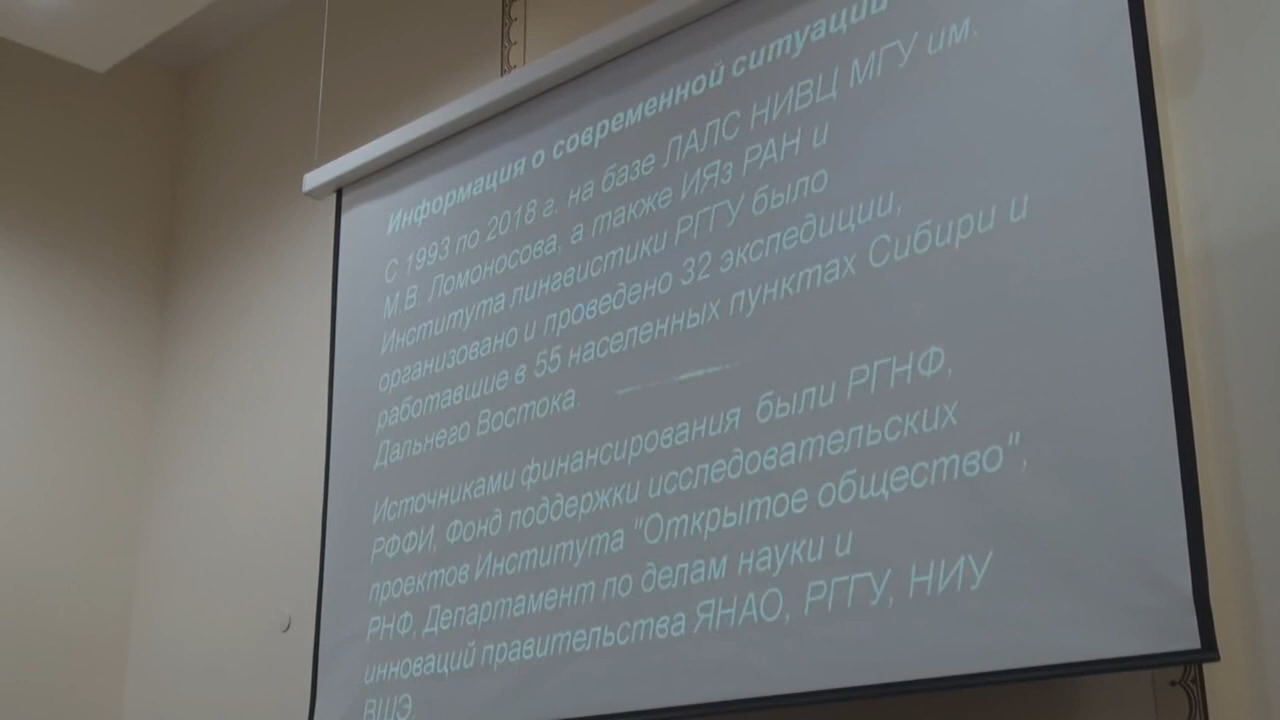 Информация о современной ситуации
С 1993 по 2018 г. на базе ЛАЛС НИВЦ МГУ им.
М.В. Ломоносова, а также ИЯз РАН и
Института лингвистики РГГУ было
организовано и проведено 32 экспедиции,
работавшие в 55 населенных пунктах Сибири и
Дальнего Востока.
Источниками финансирования были РГНФ,
РФФИ, Фонд поддержки исследовательских
проектов Института "Открытое общество",
РНФ, Департамент по делам науки и
инноваций правительства ЯНАО, РГГУ, НИУ
ВШЭ.